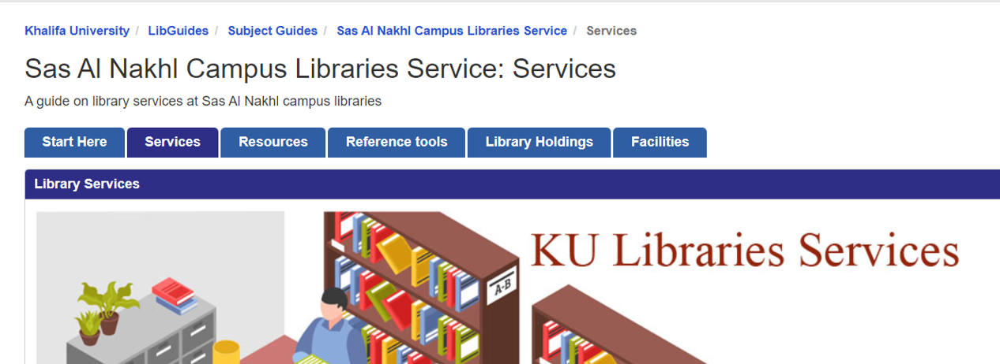 Khalifa University / LibGuides / Subject Guides / Sas Al Nakhl Campus Libraries Service / Services
Sas Al Nakhl Campus Libraries Service: Services
A guide on library services at Sas Al Nakhl campus libraries
Start Here Services Resources Reference tools Library Holdings Facilities
Library Services
KU Libraries Services
A-B